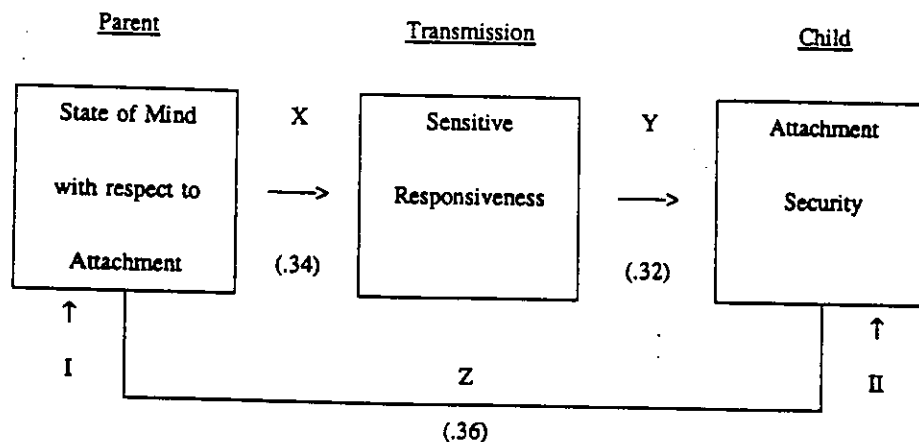 Parent Transmission Child
State of Mind X Sensitive Y Attachment
with respect to → Responsiveness → Security
Attachment (.34) (.32)
↑ ↑
I Z II
(.36)